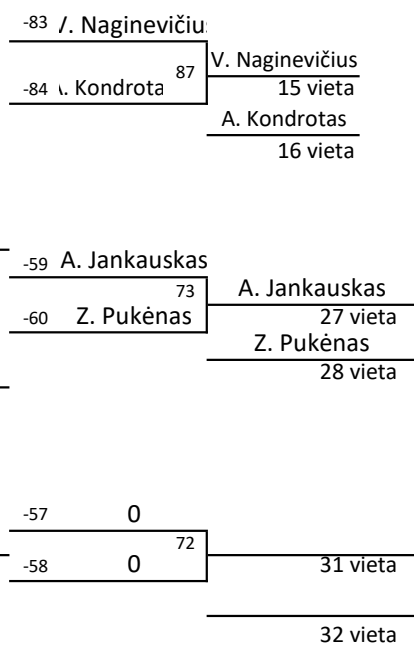 -83 V. Naginevičiu
87 V. Naginevičius
-84 A. Kondrota 15 vieta
A. Kondrotas
16 vieta
-59 A. Jankauskas
73 A. Jankauskas
-60 Z. Pukėnas 27 vieta
Z. Pukėnas
28 vieta
-57 0
72
-58 0 31 vieta
32 vieta